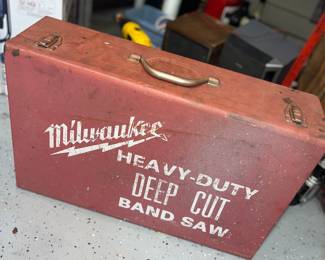 Milwaukee
HEAVY-DUTY
DEEP CUT
BAND SAW